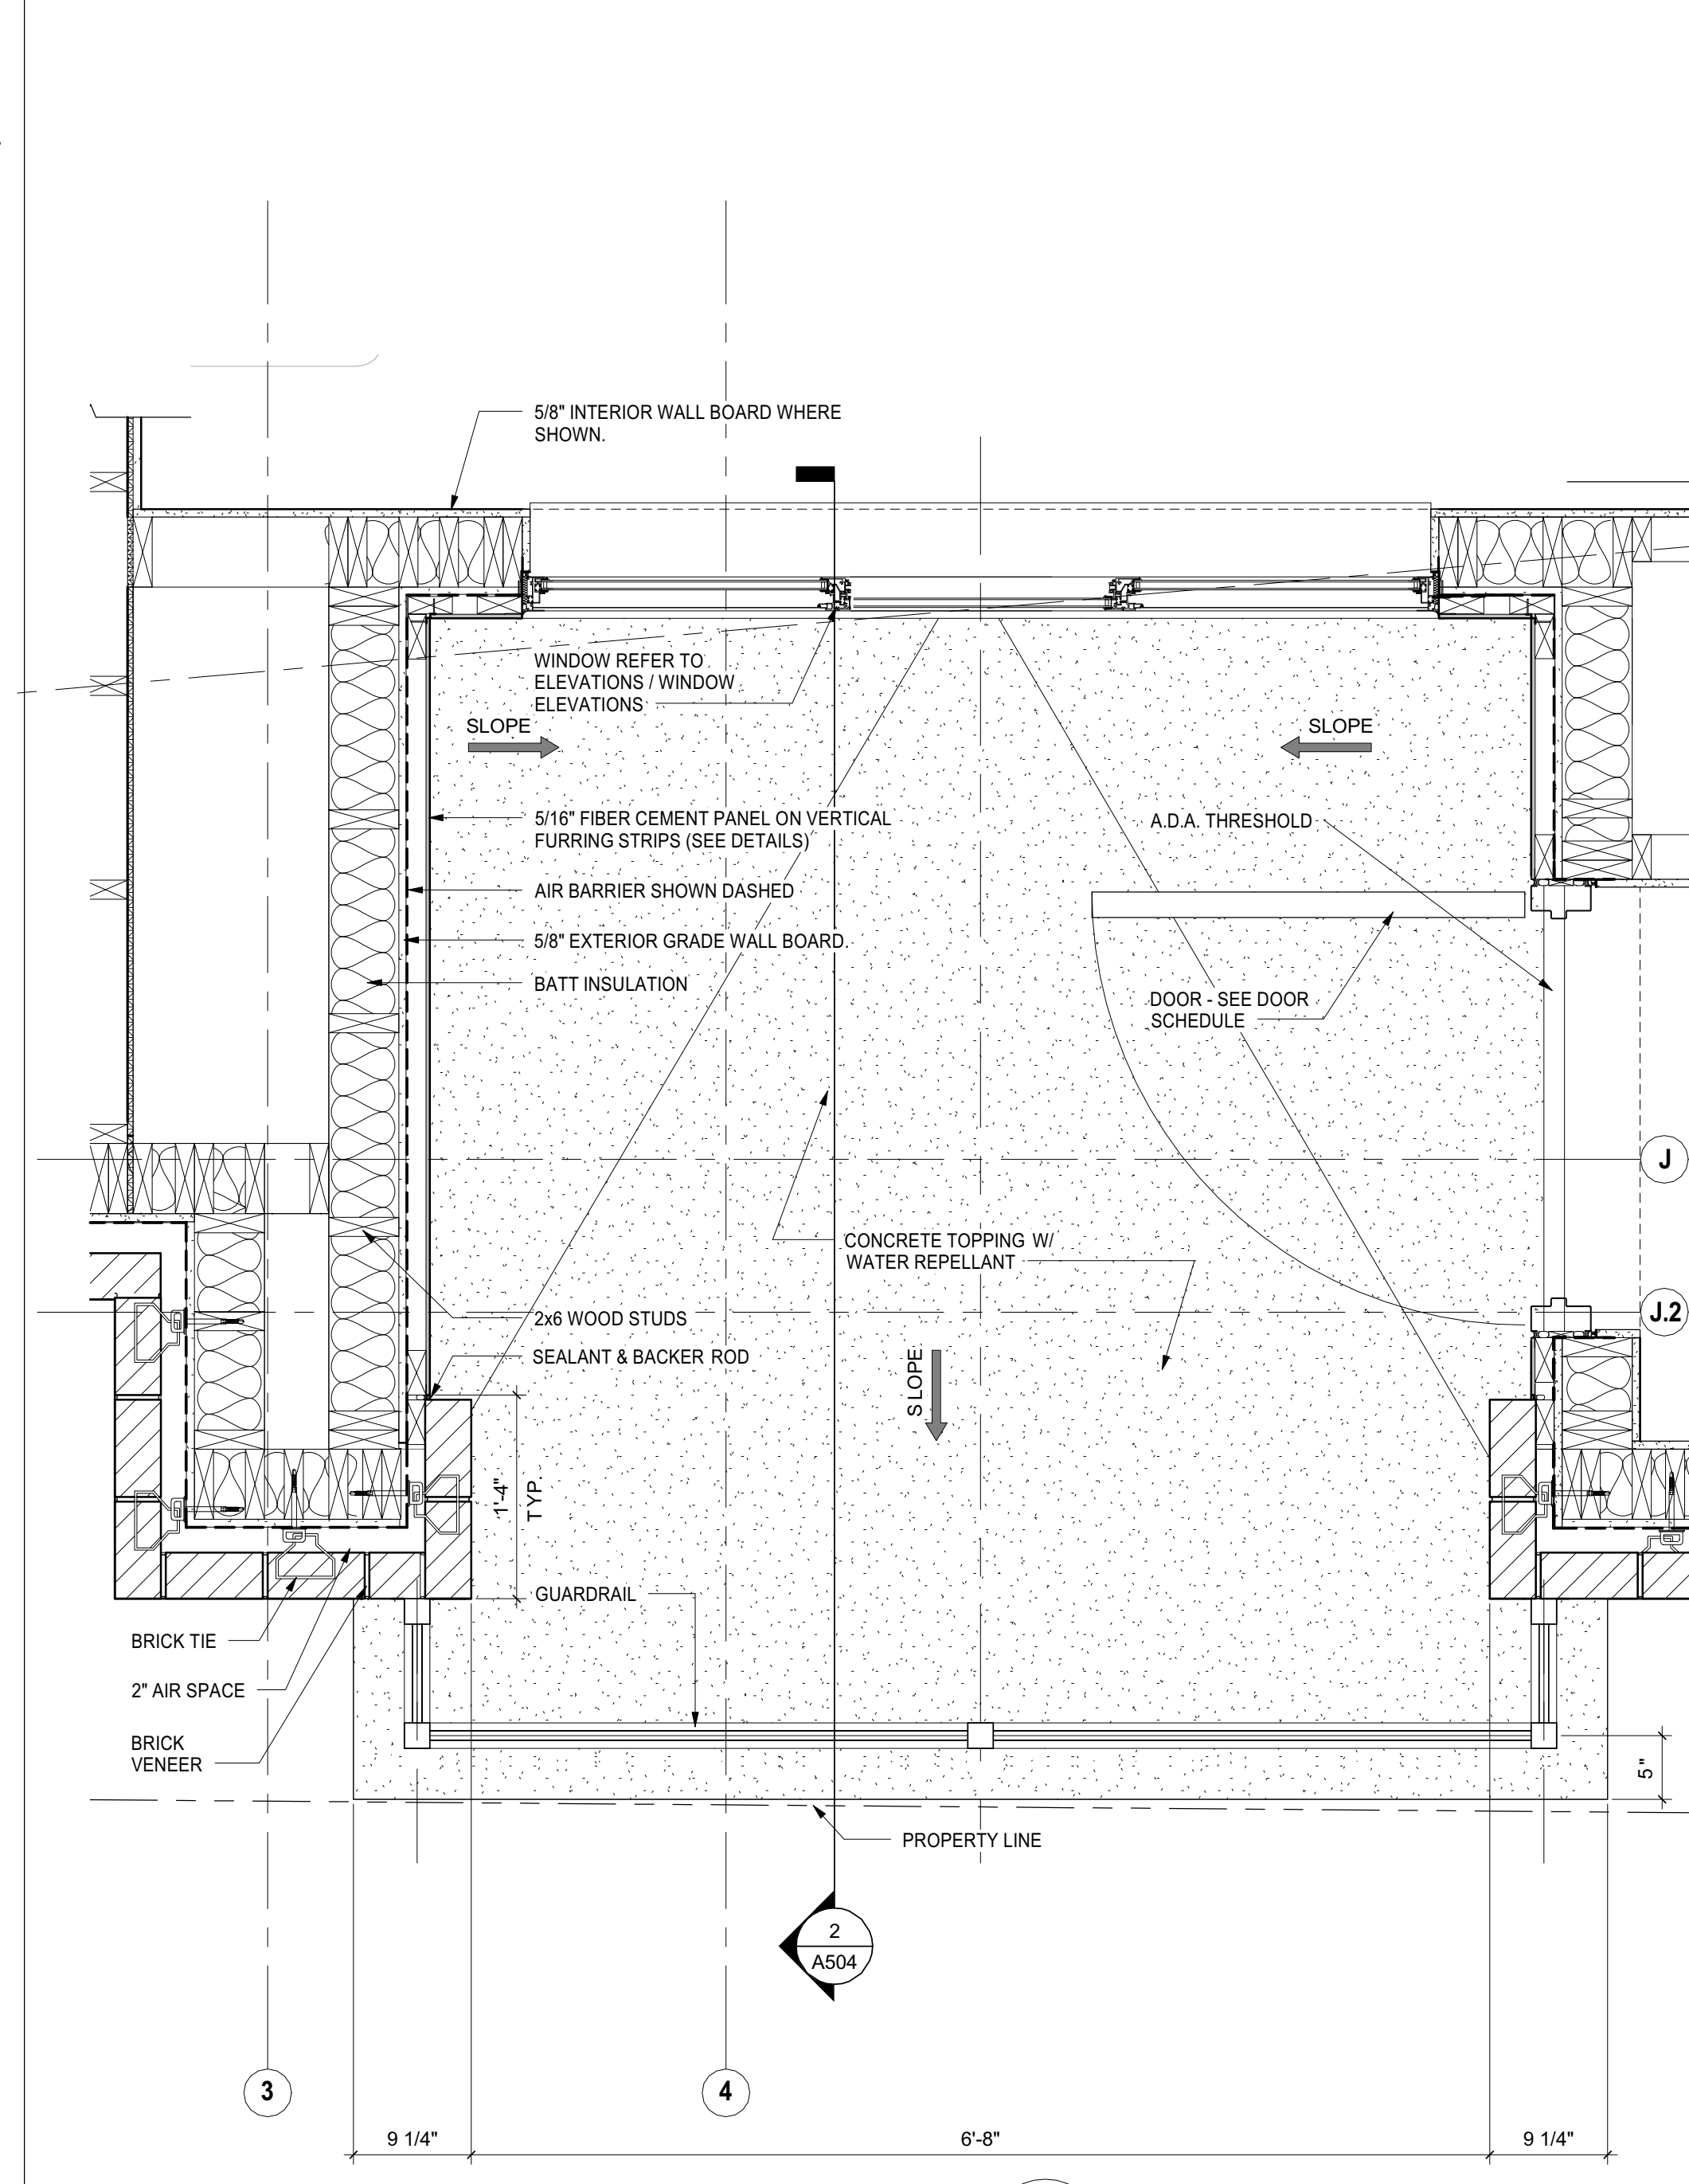 5/8" INTERIOR WALL BOARD WHERE
SHOWN.
WINDOW REFER TO
ELEVATIONS / WINDOW
ELEVATIONS
SLOPE
SLOPE
5/16" FIBER CEMENT PANEL ON VERTICAL
FURRING STRIPS (SEE DETAILS)
A.D.A. THRESHOLD
AIR BARRIER SHOWN DASHED
5/8" EXTERIOR GRADE WALL BOARD.
BATT INSULATION
DOOR - SEE DOOR
SCHEDULE
J
CONCRETE TOPPING W/
WATER REPELLANT
2x6 WOOD STUDS
J.2
SEALANT & BACKER ROD
SLOPE
1'-4"
TYP.
GUARDRAIL
BRICK TIE
2" AIR SPACE
BRICK
VENEER
5"
PROPERTY LINE
2
A504
3
4
9 1/4"
6'-8"
9 1/4"